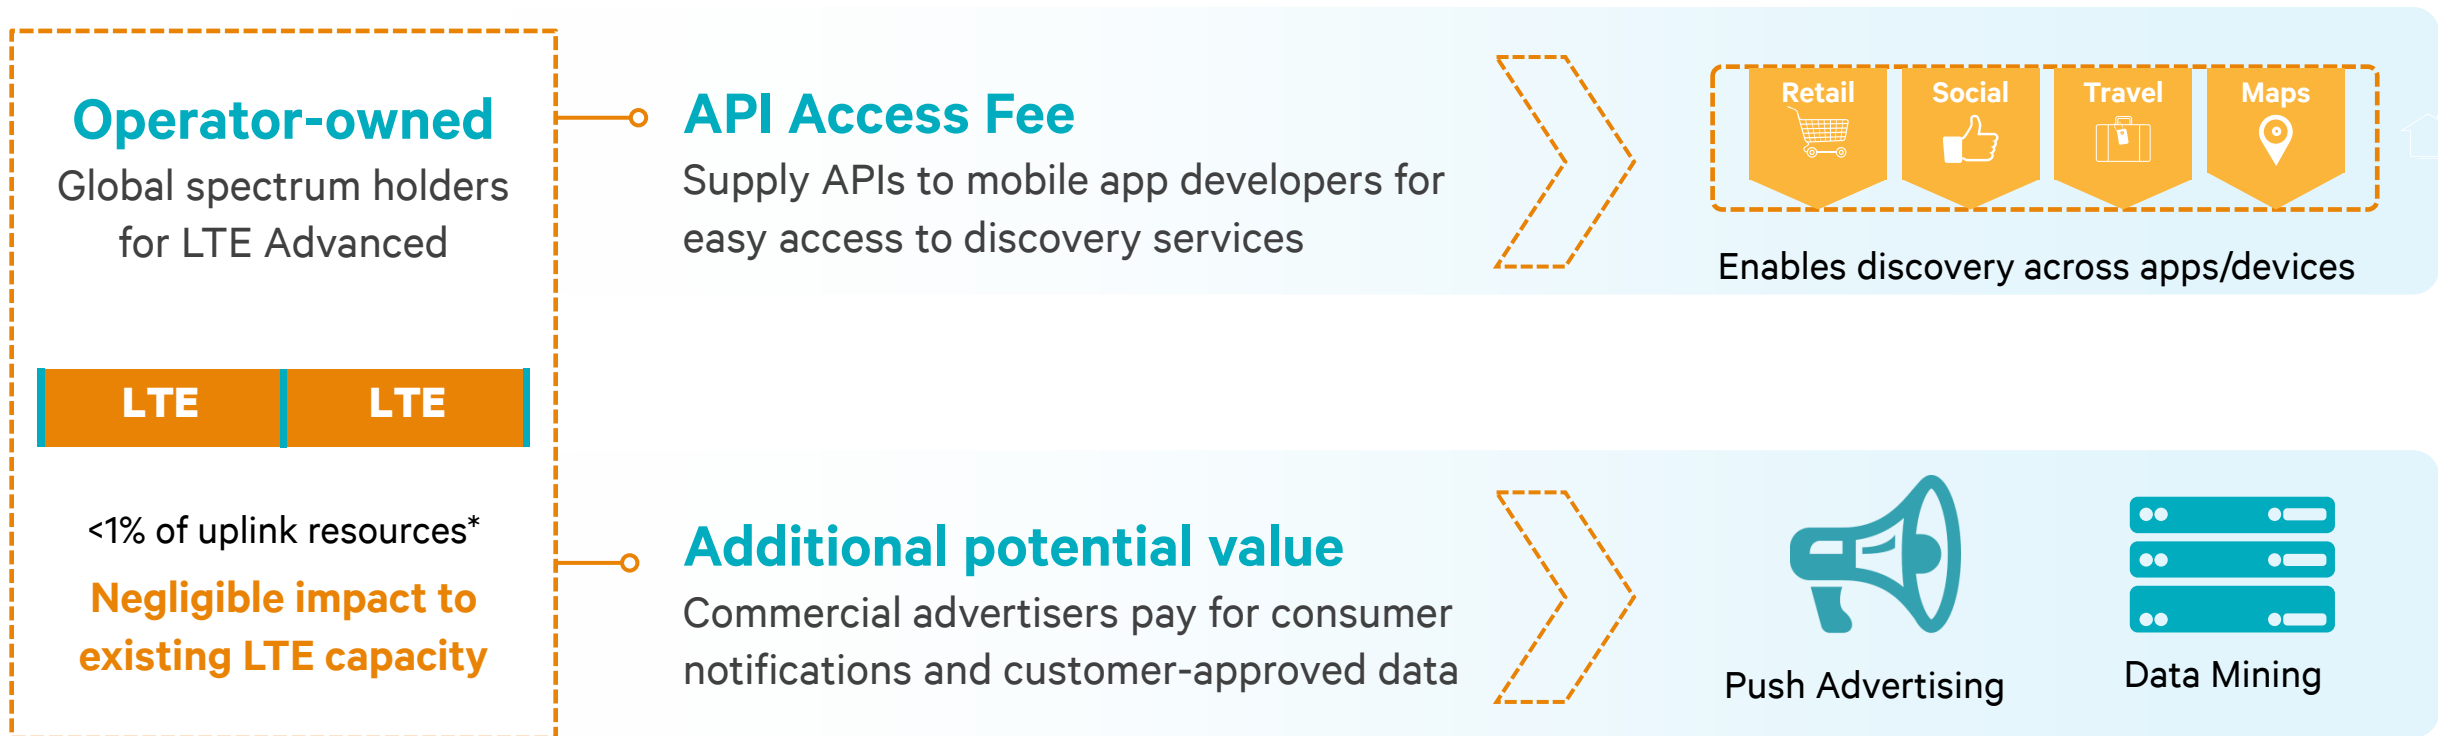 Operator-owned
Global spectrum holders
for LTE Advanced
LTE LTE
<1% of uplink resources*
Negligible impact to
existing LTE capacity
API Access Fee
Supply APIs to mobile app developers for
easy access to discovery services
Retail Social Travel Maps
Enables discovery across apps/devices
Additional potential value
Commercial advertisers pay for consumer
notifications and customer-approved data
Push Advertising
Data Mining